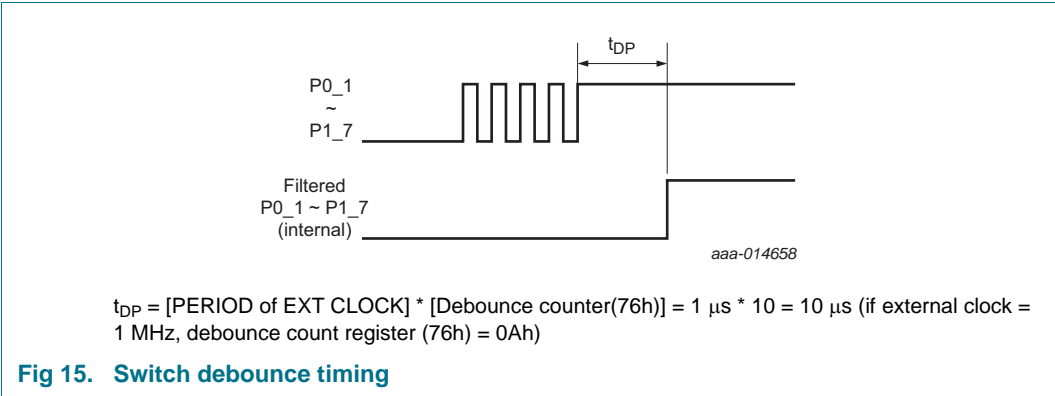 tDP
P0_1
~
P1_7
Filtered
P0_1 ~ P1_7
(internal)
aaa-014658
tDP = [PERIOD of EXT CLOCK] * [Debounce counter(76h)] = 1 μs * 10 = 10 μs (if external clock =
1 MHz, debounce count register (76h) = 0Ah)
Fig 15. Switch debounce timing